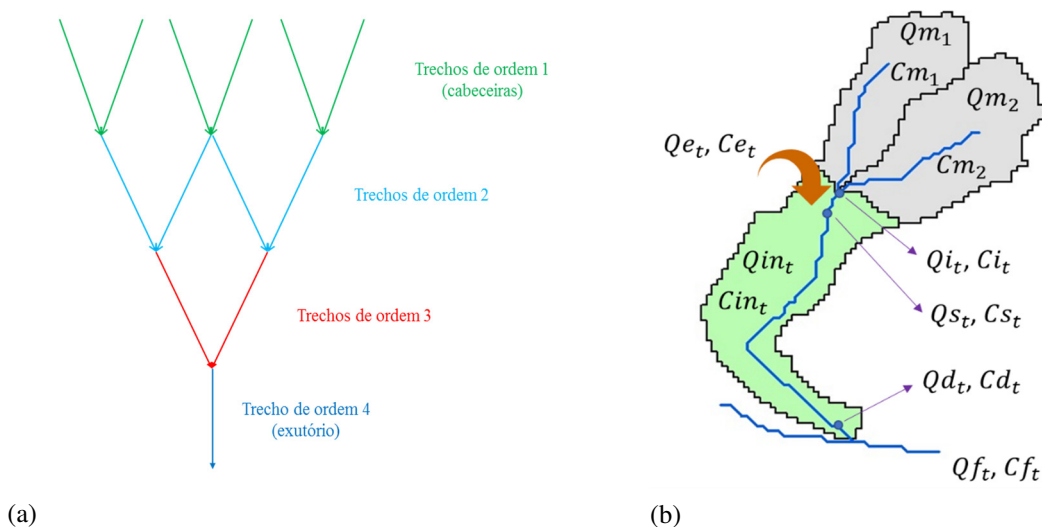 Trechos de ordem 1
(cabeceiras)
Trechos de ordem 2
Trechos de ordem 3
Trecho de ordem 4
(exutório)
(a)
Qm₁
Cm₁
Qm₂
Cm₂
Qeₜ, Ceₜ
Qinₜ
Cinₜ
Qiₜ, Ciₜ
Qsₜ, Csₜ
Qdₜ, Cdₜ
Qfₜ, Cfₜ
(b)